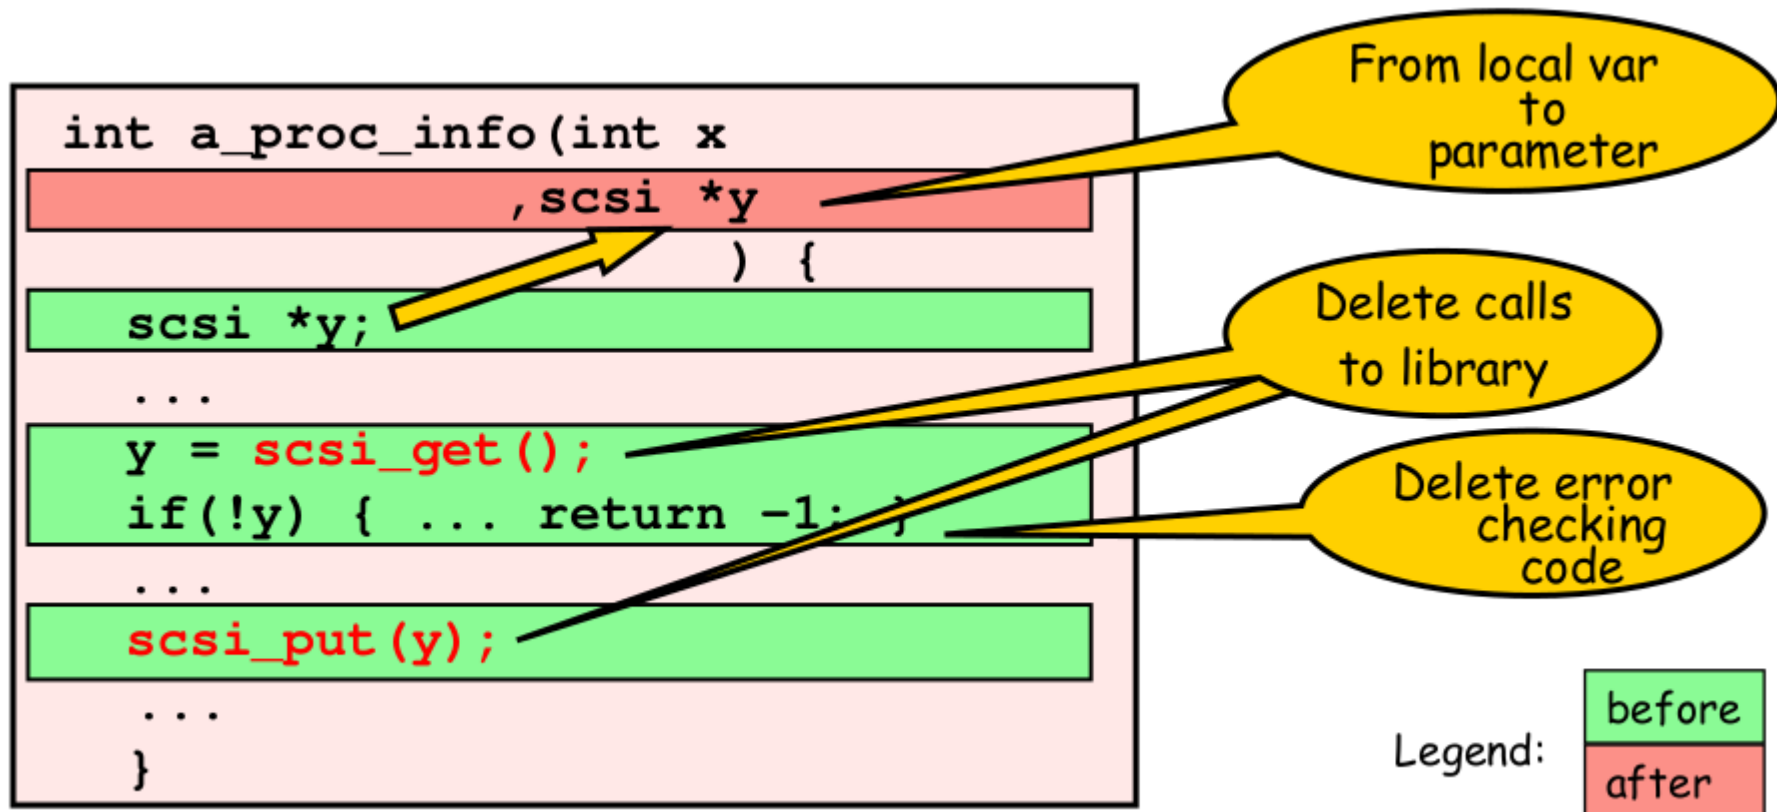 int a_proc_info(int x
,scsi *y
) {
scsi *y;
...
y = scsi_get();
if(!y) { ... return -1; }
...
scsi_put(y);
...
}
From local var
to
parameter
Delete calls
to library
Delete error
checking
code
Legend:
before
after